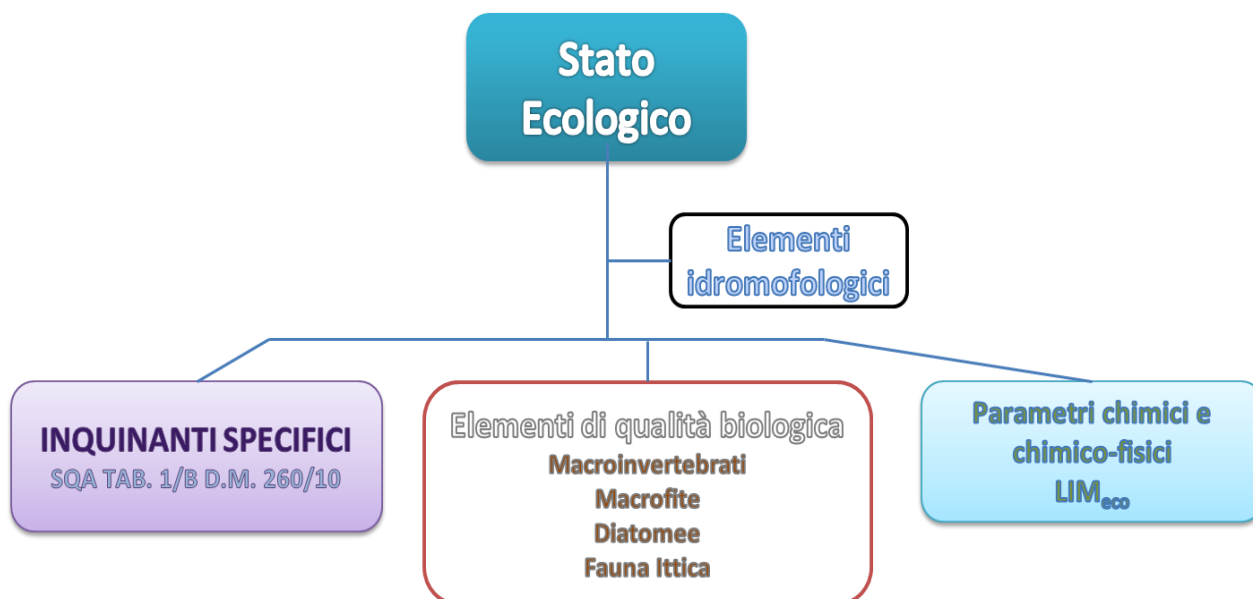 Stato
Ecologico
Elementi
idromofologici
INQUINANTI SPECIFICI
SQA TAB. 1/B D.M. 260/10
Elementi di qualità biologica
Macroinvertebrati
Macrofite
Diatomee
Fauna Ittica
Parametri chimici e
chimico-fisici
LIMeco